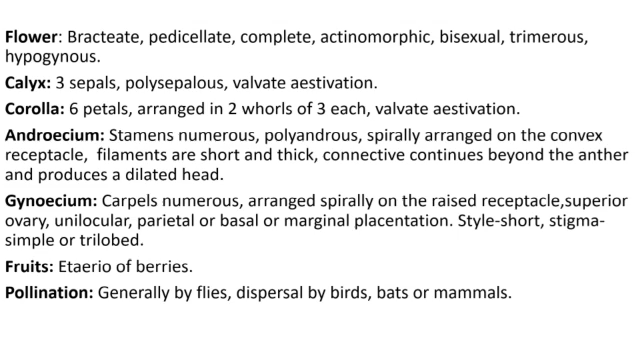 Flower: Bracteate, pedicellate, complete, actinomorphic, bisexual, trimerous,
hypogynous.
Calyx: 3 sepals, polysepalous, valvate aestivation.
Corolla: 6 petals, arranged in 2 whorls of 3 each, valvate aestivation.
Androecium: Stamens numerous, polyandrous, spirally arranged on the convex
receptacle,  filaments are short and thick, connective continues beyond the anther
and produces a dilated head.
Gynoecium: Carpels numerous, arranged spirally on the raised receptacle,superior
ovary, unilocular, parietal or basal or marginal placentation. Style-short, stigma-
simple or trilobed.
Fruits: Etaerio of berries.
Pollination: Generally by flies, dispersal by birds, bats or mammals.